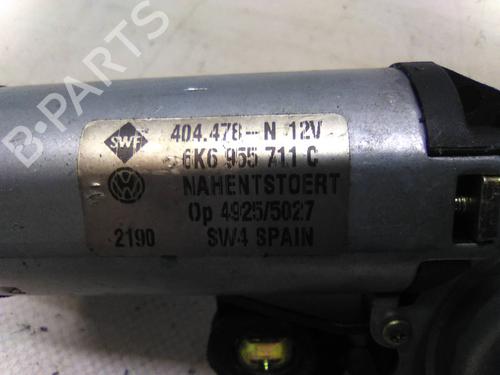 B-PARTS
SWF
404.478-N 12V
6K6 955 711 C
NAHENTSTOERT
Op 4925/5027
2190 SW4 SPAIN